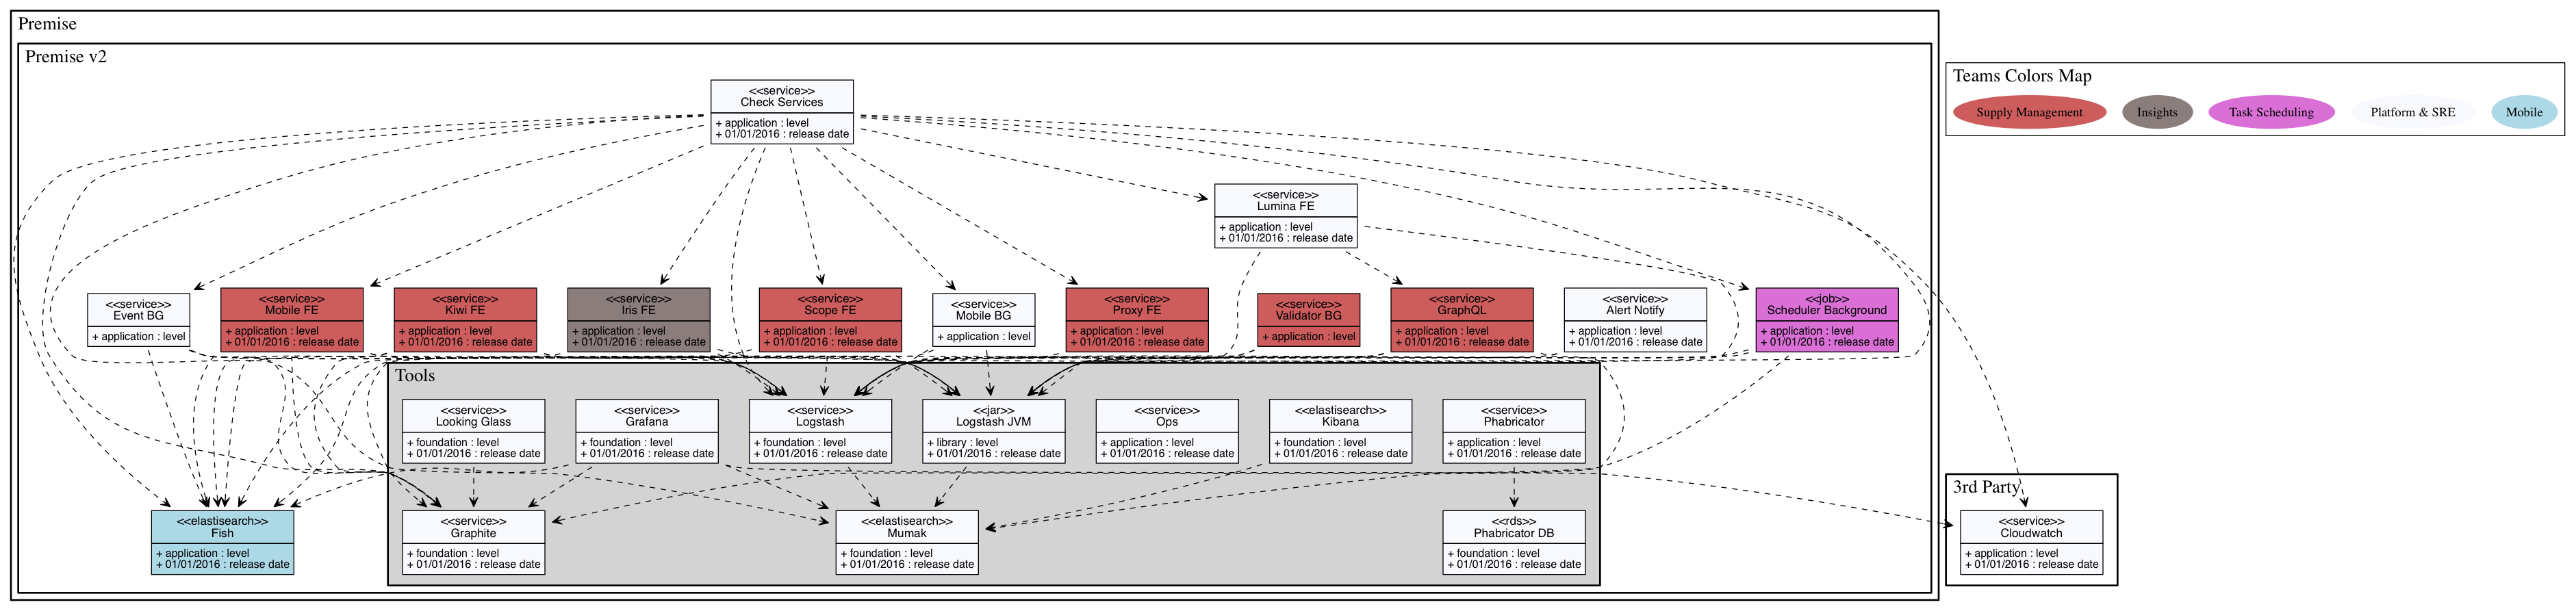 Premise
Premise v2
<<service>>
Check Services
+ application : level
+ 01/01/2016 : release date
Teams Colors Map
Supply Management
Insights
Task Scheduling
Platform & SRE
Mobile
<<service>>
Lumina FE
+ application : level
+ 01/01/2016 : release date
<<service>>
Event BG
+ application : level
<<service>>
Mobile FE
+ application : level
+ 01/01/2016 : release date
<<service>>
Kiwi FE
+ application : level
+ 01/01/2016 : release date
<<service>>
Iris FE
+ application : level
+ 01/01/2016 : release date
<<service>>
Scope FE
+ application : level
+ 01/01/2016 : release date
<<service>>
Mobile BG
+ application : level
<<service>>
Proxy FE
+ application : level
+ 01/01/2016 : release date
<<service>>
Validator BG
+ application : level
<<service>>
GraphQL
+ application : level
+ 01/01/2016 : release date
<<service>>
Alert Notify
+ application : level
+ 01/01/2016 : release date
<<job>>
Scheduler Background
+ application : level
+ 01/01/2016 : release date
Tools
<<service>>
Looking Glass
+ foundation : level
+ 01/01/2016 : release date
<<service>>
Grafana
+ foundation : level
+ 01/01/2016 : release date
<<service>>
Logstash
+ foundation : level
+ 01/01/2016 : release date
<<jar>>
Logstash JVM
+ library : level
+ 01/01/2016 : release date
<<service>>
Ops
+ application : level
+ 01/01/2016 : release date
<<elastisearch>>
Kibana
+ foundation : level
+ 01/01/2016 : release date
<<service>>
Phabricator
+ application : level
+ 01/01/2016 : release date
<<elastisearch>>
Fish
+ application : level
+ 01/01/2016 : release date
<<service>>
Graphite
+ foundation : level
+ 01/01/2016 : release date
<<elastisearch>>
Mumak
+ foundation : level
+ 01/01/2016 : release date
<<rds>>
Phabricator DB
+ foundation : level
+ 01/01/2016 : release date
3rd Party
<<service>>
Cloudwatch
+ application : level
+ 01/01/2016 : release date